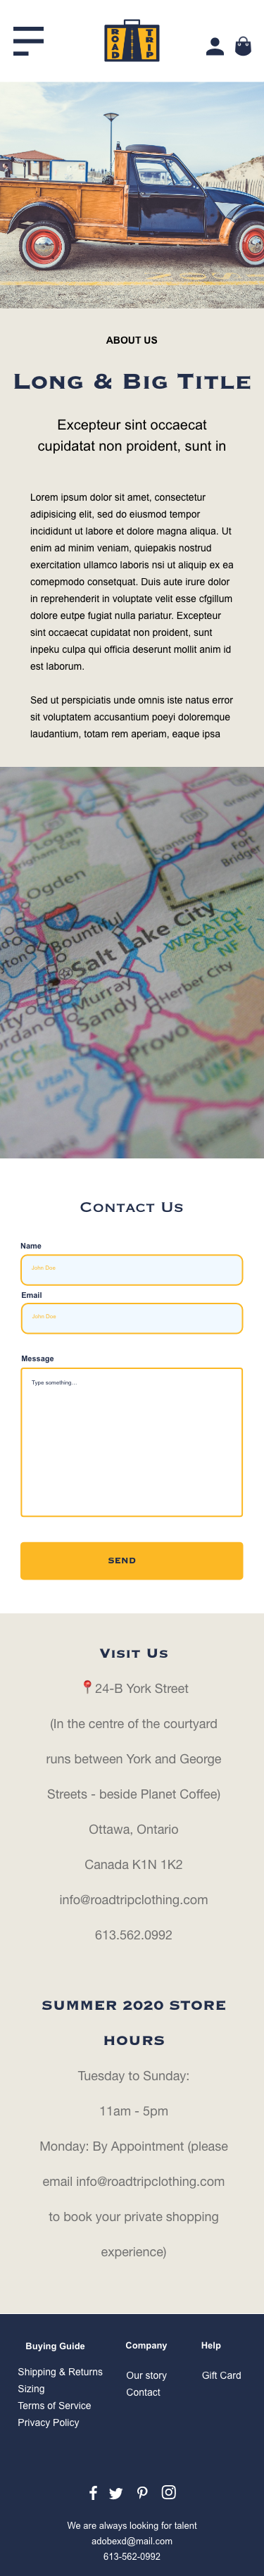 ROAD TRIP
ABOUT US
Long & Big Title
Excepteur sint occaecat
cupidatat non proident, sunt in
Lorem ipsum dolor sit amet, consectetur
adipisicing elit, sed do eiusmod tempor
incididunt ut labore et dolore magna aliqua. Ut
enim ad minim veniam, quiepakis nostrud
exercitation ullamco laboris nsi ut aliquip ex ea
comepmodo consetquat. Duis aute irure dolor
in reprehenderit in voluptate velit esse cfgillum
dolore eutpe fugiat nulla pariatur. Excepteur
sint occaecat cupidatat non proident, sunt
inpeku culpa qui officia deserunt mollit anim id
est laborum.
Sed ut perspiciatis unde omnis iste natus error
sit voluptatem accusantium poeyi doloremque
laudantium, totam rem aperiam, eaque ipsa
Logan
Ogden
Evanston
Fort
Bridger
Bountiful
Salt Lake City
WASATCH
CACHE
NF
Murray
Sandy
Herber City
Provo
Lake
Contact Us
Name
John Doe
Email
John Doe
Message
Type something...
SEND
Visit Us
24-B York Street
(In the centre of the courtyard
runs between York and George
Streets - beside Planet Coffee)
Ottawa, Ontario
Canada K1N 1K2
info@roadtripclothing.com
613.562.0992
SUMMER 2020 STORE
HOURS
Tuesday to Sunday:
11am - 5pm
Monday: By Appointment (please
email info@roadtripclothing.com
to book your private shopping
experience)
Buying Guide
Shipping & Returns
Sizing
Terms of Service
Privacy Policy
Company
Our story
Contact
Help
Gift Card
We are always looking for talent
adobexd@mail.com
613-562-0992